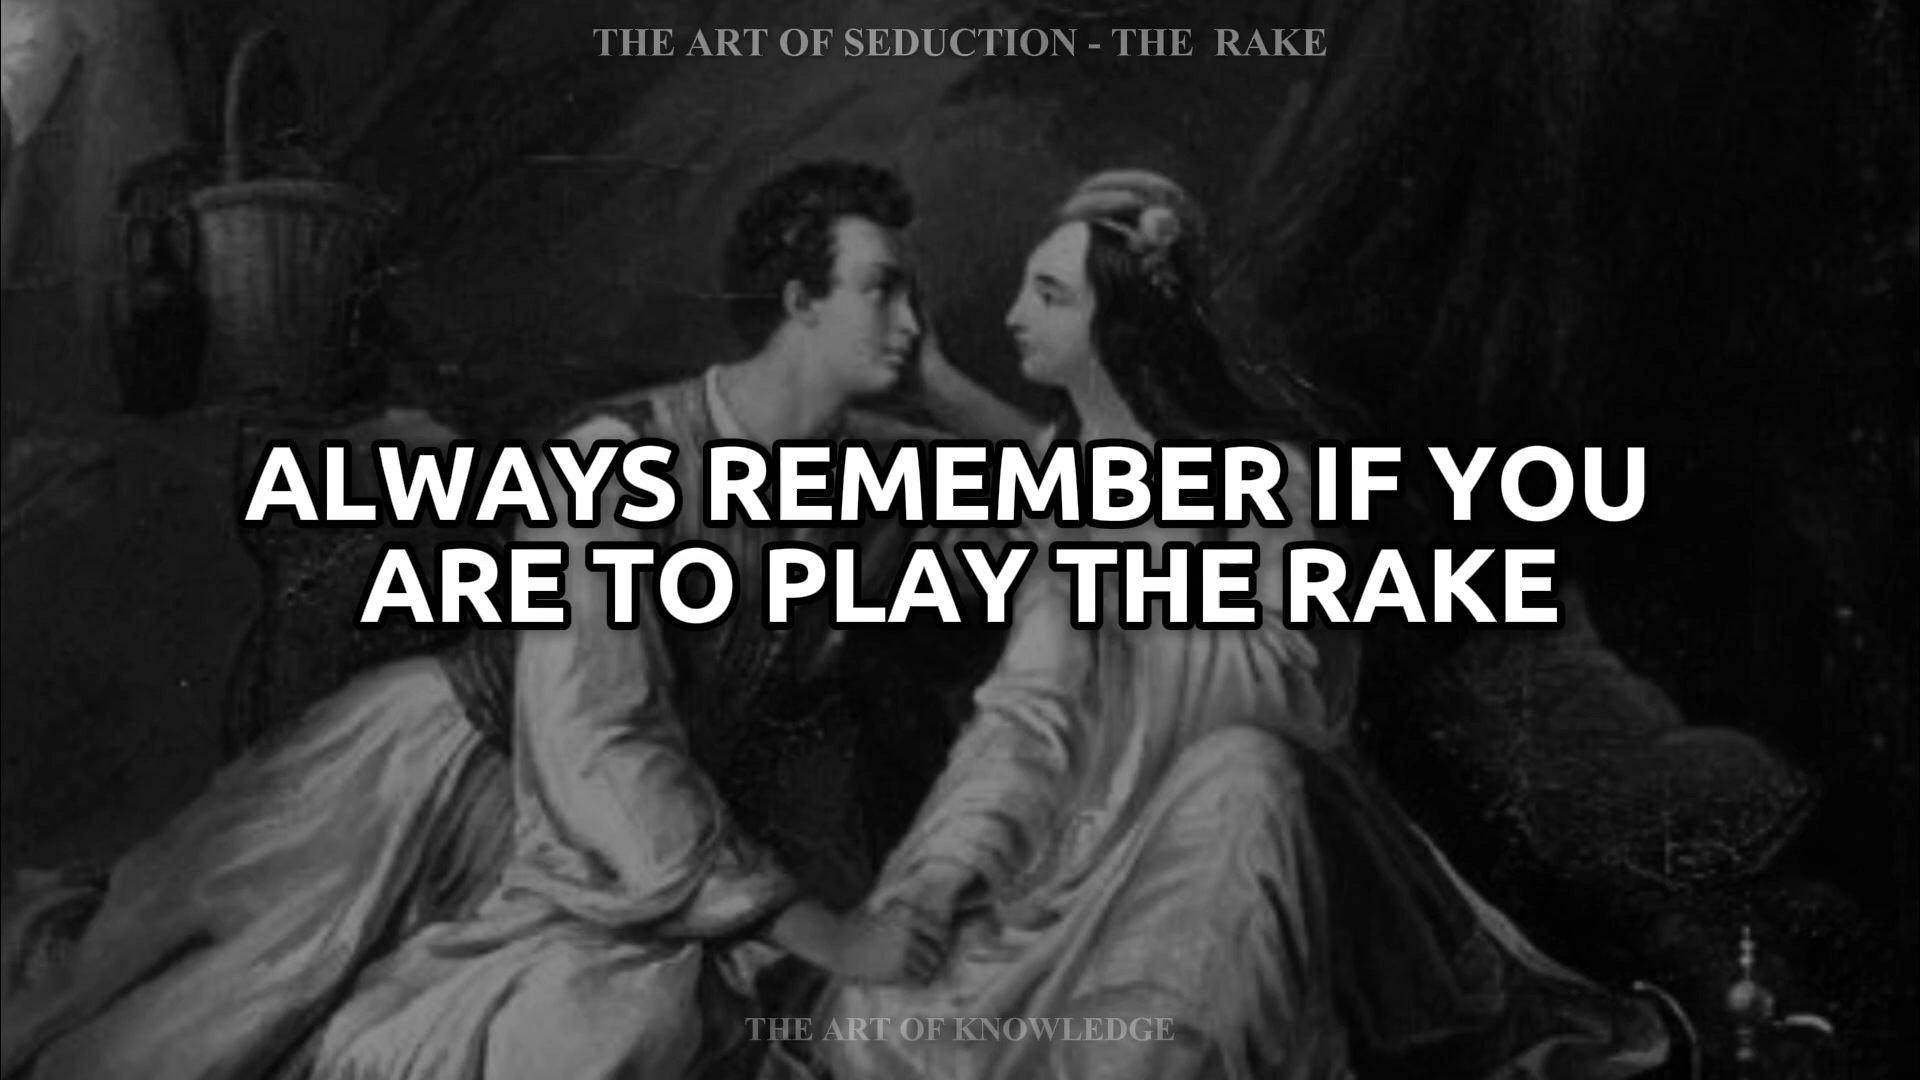 THE ART OF SEDUCTION - THE  RAKE
ALWAYS REMEMBER IF YOU
ARE TO PLAY THE RAKE
THE ART OF KNOWLEDGE